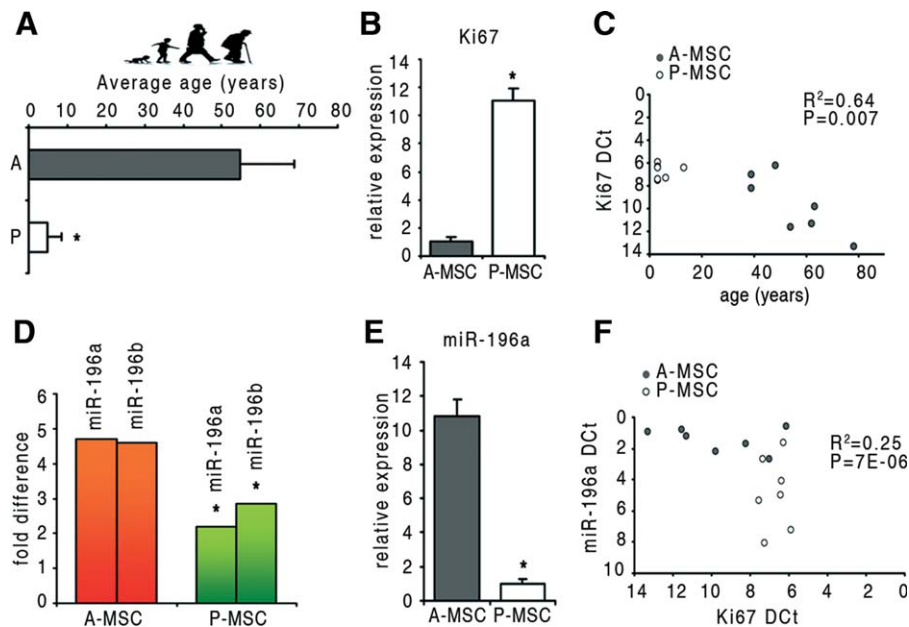 A
Average age (years)
0 10 20 30 40 50 60 70 80
A
P
*
B
Ki67
relative expression
14
12
10
8
6
4
2
0
*
A-MSC P-MSC
C
A-MSC
P-MSC
R²=0.64
P=0.007
Ki67 DCt
0
2
4
6
8
10
12
14
0 20 40 60 80
age (years)
D
fold difference
6
5
4
3
2
1
0
miR-196a
miR-196b
miR-196a
miR-196b
*
*
A-MSC P-MSC
E
miR-196a
relative expression
14
12
10
8
6
4
2
0
*
A-MSC P-MSC
F
A-MSC
P-MSC
R²=0.25
P=7E-06
miR-196a DCt
0
2
4
6
8
10
14 12 10 8 6 4 2 0
Ki67 DCt